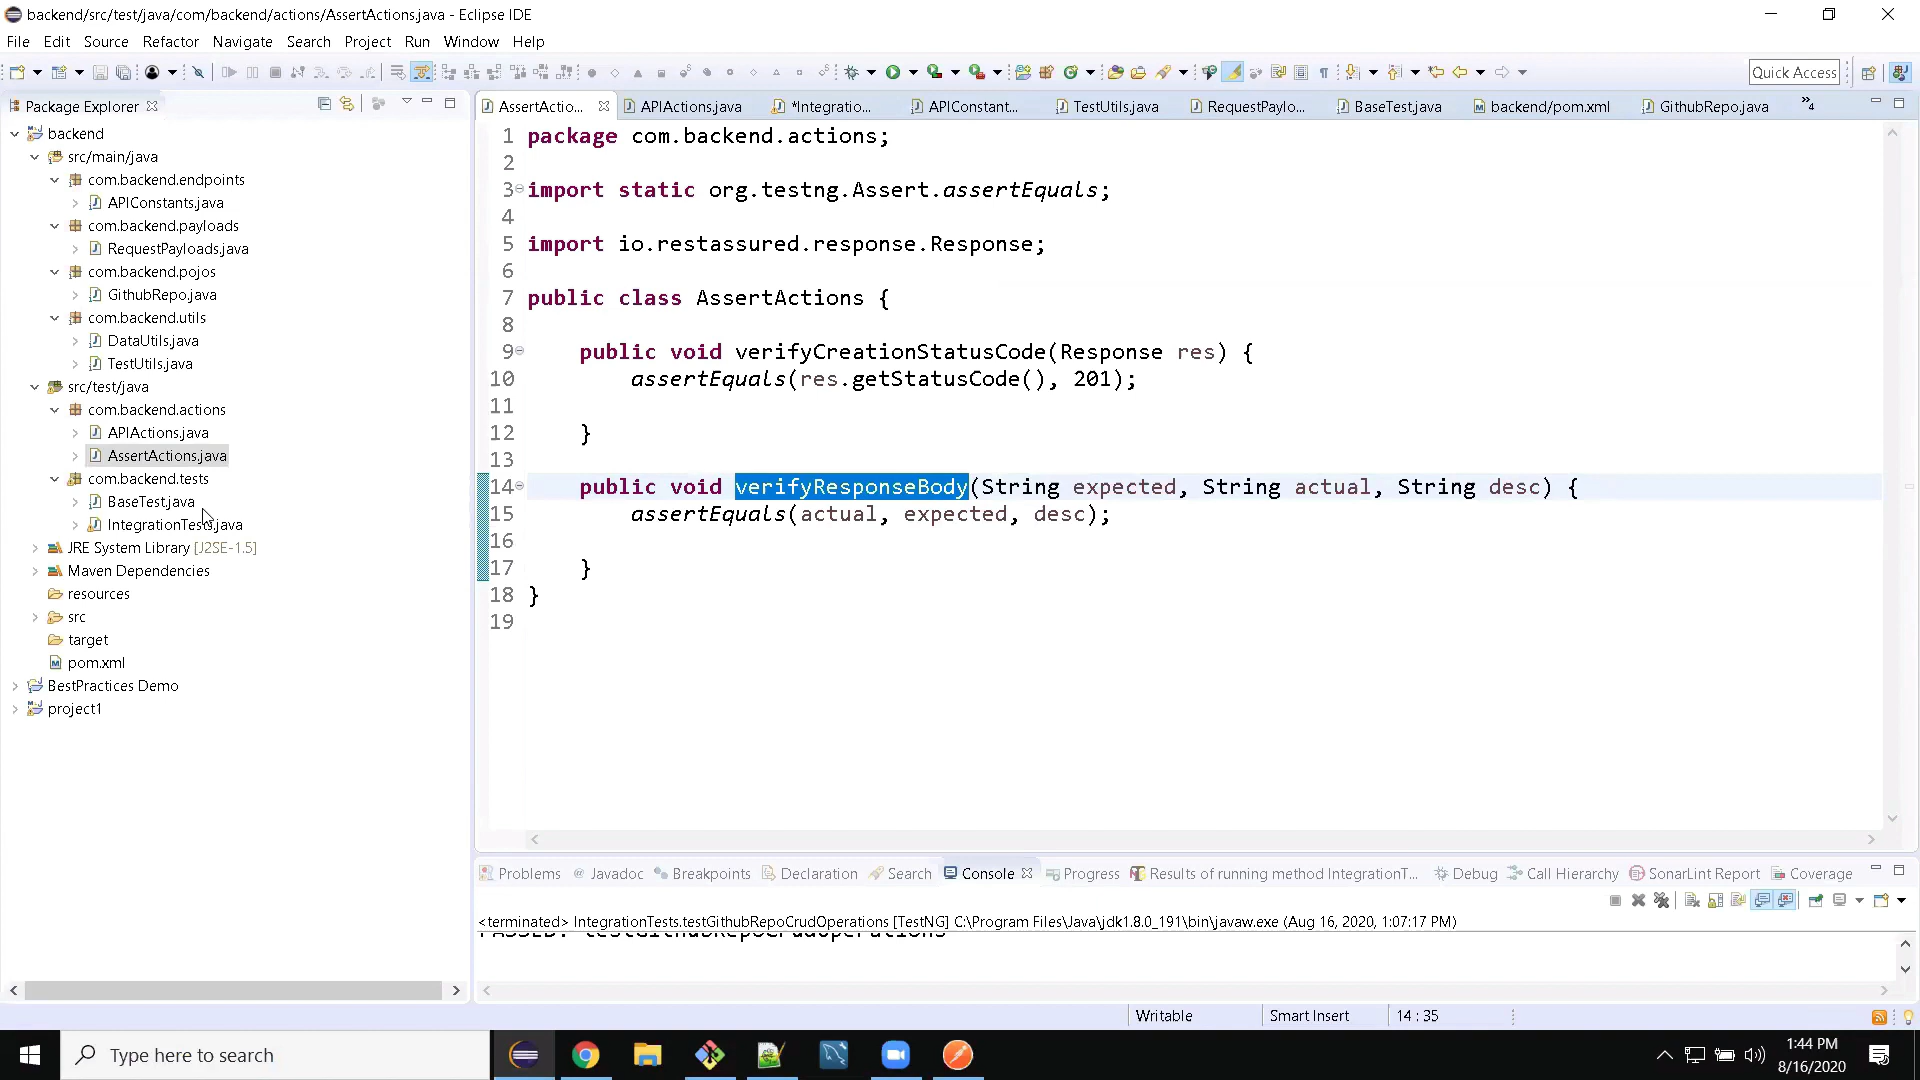 backend/src/test/java/com/backend/actions/AssertActions.java - Eclipse IDE
File Edit Source Refactor Navigate Search Project Run Window Help
Quick Access
Package Explorer
AssertActio... APIActions.java *Integratio... APIConstant... TestUtils.java RequestPaylo... BaseTest.java backend/pom.xml GithubRepo.java »4
backend
src/main/java
com.backend.endpoints
APIConstants.java
com.backend.payloads
RequestPayloads.java
com.backend.pojos
GithubRepo.java
com.backend.utils
DataUtils.java
TestUtils.java
src/test/java
com.backend.actions
APIActions.java
AssertActions.java
com.backend.tests
BaseTest.java
IntegrationTests.java
JRE System Library [J2SE-1.5]
Maven Dependencies
resources
src
target
pom.xml
BestPractices Demo
project1
1 package com.backend.actions;
2
3 import static org.testng.Assert.assertEquals;
4
5 import io.restassured.response.Response;
6
7 public class AssertActions {
8
9 public void verifyCreationStatusCode(Response res) {
10 assertEquals(res.getStatusCode(), 201);
11
12 }
13
14 public void verifyResponseBody(String expected, String actual, String desc) {
15 assertEquals(actual, expected, desc);
16
17 }
18 }
19
Problems @ Javadoc Breakpoints Declaration Search Console Progress Results of running method IntegrationT... Debug Call Hierarchy SonarLint Report Coverage
<terminated> IntegrationTests.testGithubRepoCrudOperations [TestNG] C:\Program Files\Java\jdk1.8.0_191\bin\javaw.exe (Aug 16, 2020, 1:07:17 PM)
PASSED: testGithubRepoCrudOperations
Writable Smart Insert 14 : 35
Type here to search
1:44 PM
8/16/2020